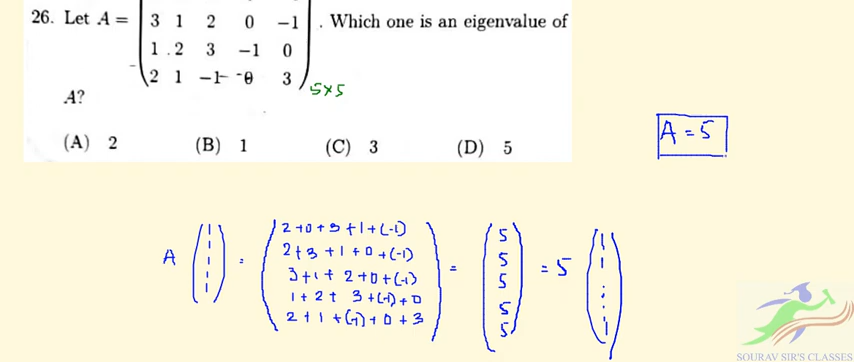 26. Let A = ( 3 1 2 0 −1 ) . Which one is an eigenvalue of
1 . 2 3 −1 0
2 1 −1 0 3 ) 5×5
A?
(A) 2 (B) 1 (C) 3 (D) 5
A = 5
A ( 1 1 1 1 1 ) = ( 2+0+3+1+(-1) ) = ( 5 ) = 5 ( 1
2+3+1+0+(-1) 5 1
3+1+2+0+(-1) 5 :
1+2+3+(-1)+0 5 :
2+1+(-1)+0+3 ) 5 ) 1 )
SOURAV SIR'S CLASSES